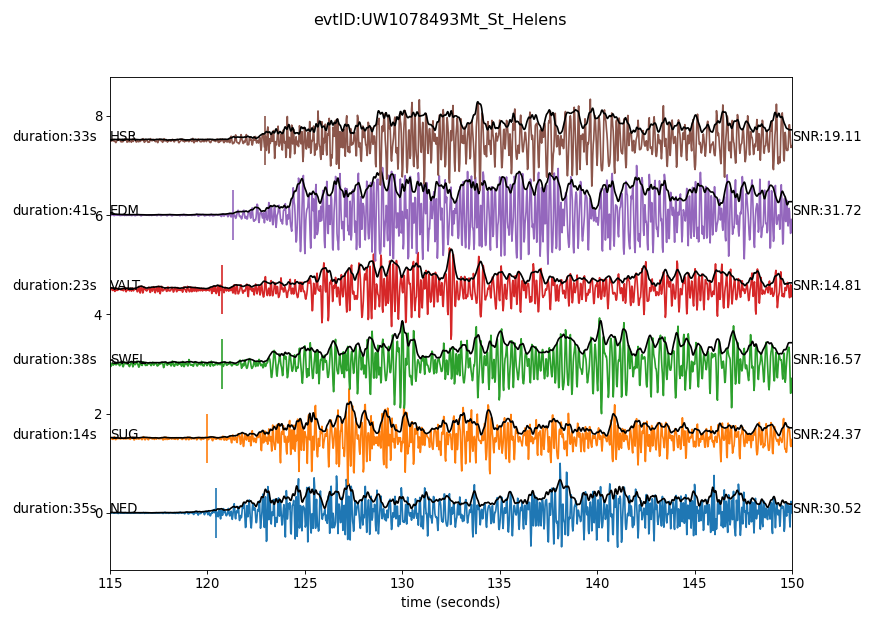 evtID:UW1078493Mt_St_Helens
8
duration:33s HSR SNR:19.11
duration:41s 6 EDM SNR:31.72
duration:23s VALT SNR:14.81
4
duration:38s SWFL SNR:16.57
2
duration:14s SUG SNR:24.37
duration:35s 0 NED SNR:30.52
115 120 125 130 135 140 145 150
time (seconds)